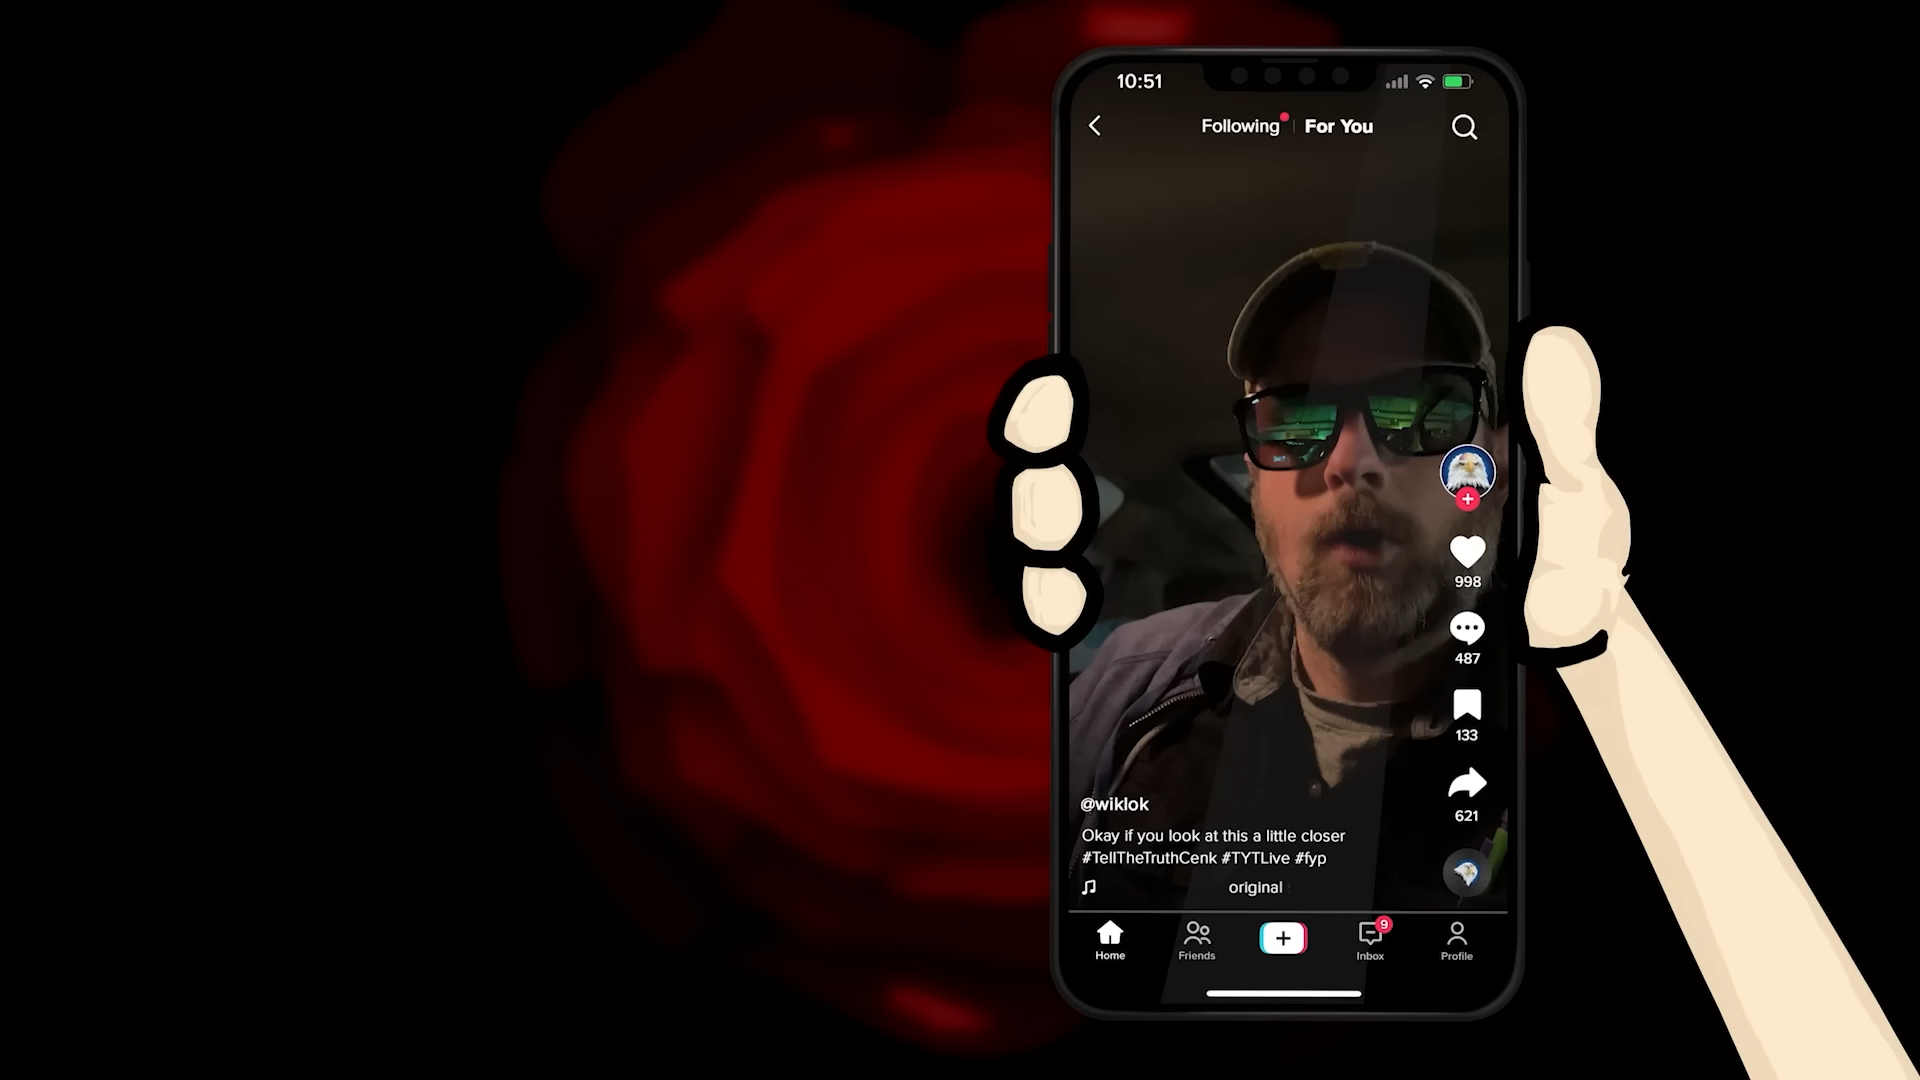 10:51
Following | For You
998
487
133
621
@wiklok
Okay if you look at this a little closer
#TellTheTruthCenk #TYTLive #fyp
original
Home
Friends
9
Inbox
Profile